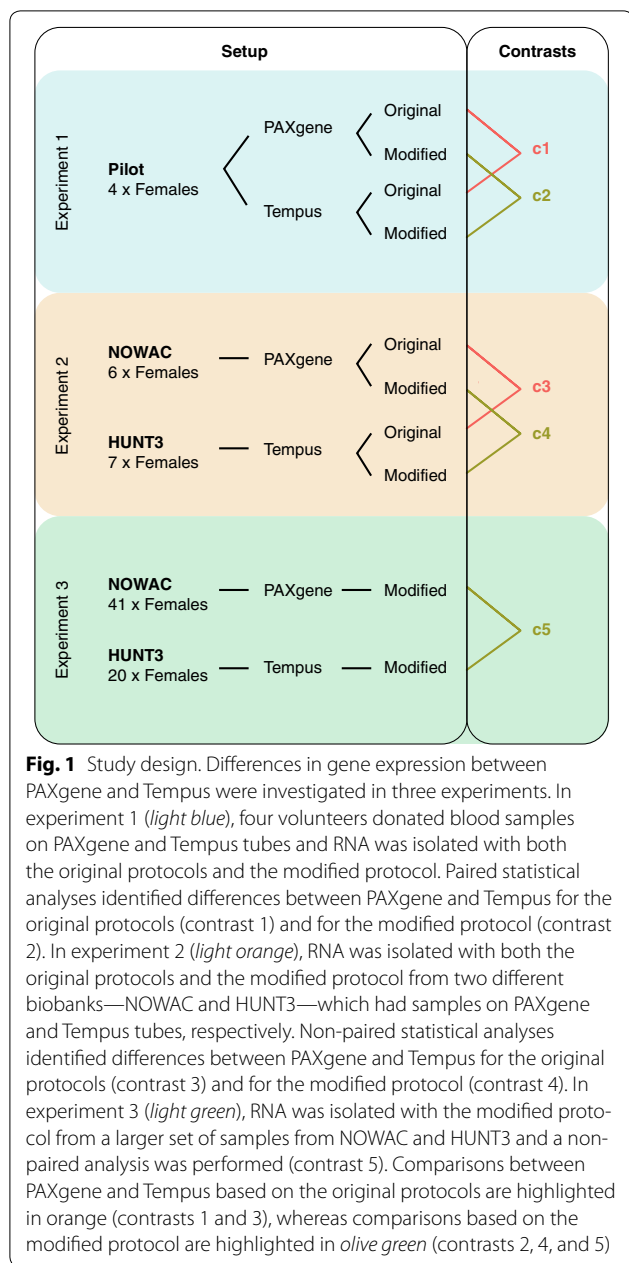 Setup
Contrasts
Experiment 1
Pilot
4 x Females
PAXgene
Tempus
Original
Modified
Original
Modified
c1
c2
Experiment 2
NOWAC
6 x Females
PAXgene
Original
Modified
HUNT3
7 x Females
Tempus
Original
Modified
c3
c4
Experiment 3
NOWAC
41 x Females
PAXgene
Modified
HUNT3
20 x Females
Tempus
Modified
c5
Fig. 1 Study design. Differences in gene expression between
PAXgene and Tempus were investigated in three experiments. In
experiment 1 (light blue), four volunteers donated blood samples
on PAXgene and Tempus tubes and RNA was isolated with both
the original protocols and the modified protocol. Paired statistical
analyses identified differences between PAXgene and Tempus for the
original protocols (contrast 1) and for the modified protocol (contrast
2). In experiment 2 (light orange), RNA was isolated with both the
original protocols and the modified protocol from two different
biobanks—NOWAC and HUNT3—which had samples on PAXgene
and Tempus tubes, respectively. Non-paired statistical analyses
identified differences between PAXgene and Tempus for the original
protocols (contrast 3) and for the modified protocol (contrast 4). In
experiment 3 (light green), RNA was isolated with the modified proto-
col from a larger set of samples from NOWAC and HUNT3 and a non-
paired analysis was performed (contrast 5). Comparisons between
PAXgene and Tempus based on the original protocols are highlighted
in orange (contrasts 1 and 3), whereas comparisons based on the
modified protocol are highlighted in olive green (contrasts 2, 4, and 5)